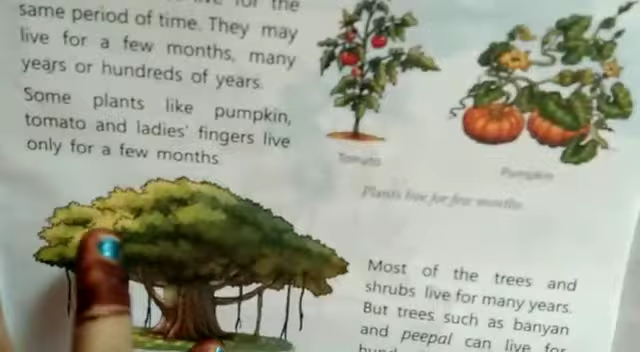 same period of time. They may
live for a few months, many
years or hundreds of years.
Some plants like pumpkin,
tomato and ladies' fingers live
only for a few months
Tomato
Pumpkin
Plants live for few months
Most of the trees and
shrubs live for many years.
But trees such as banyan
and peepal can live for